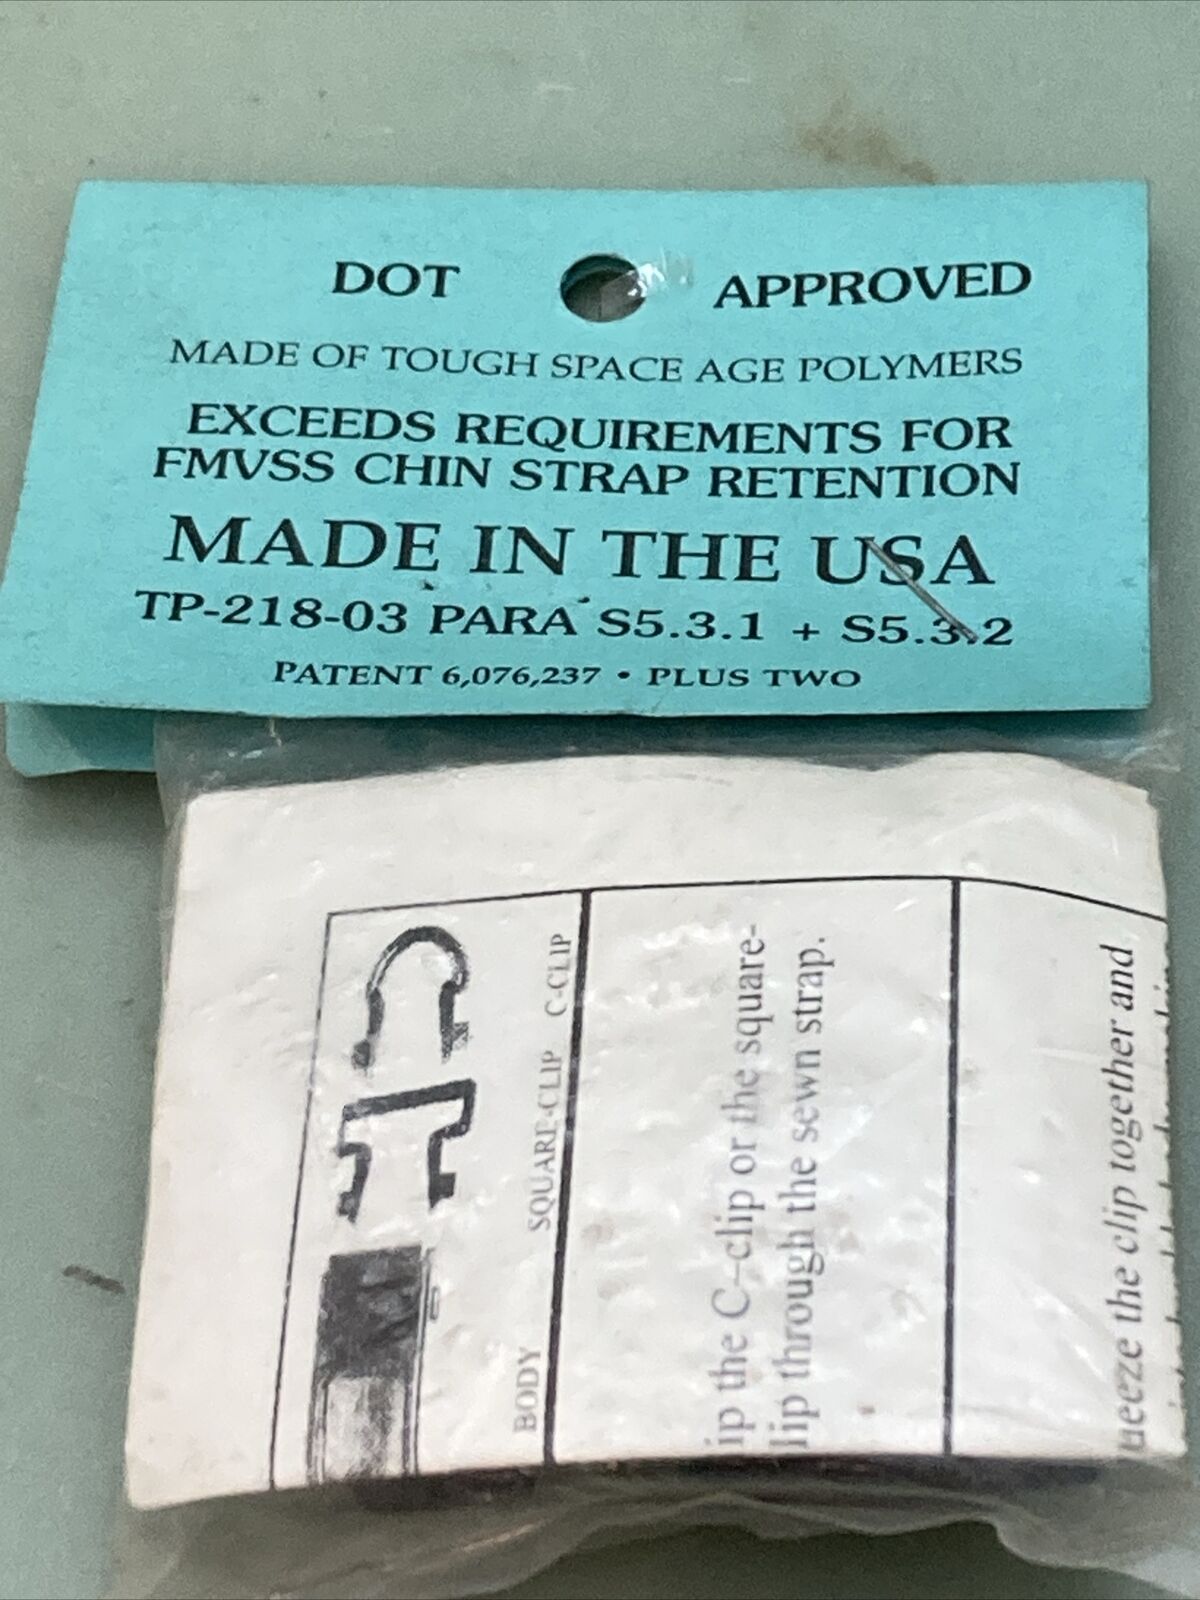 DOT APPROVED
MADE OF TOUGH SPACE AGE POLYMERS
EXCEEDS REQUIREMENTS FOR
FMVSS CHIN STRAP RETENTION
MADE IN THE USA
TP-218-03 PARA S5.3.1 + S5.3.2
PATENT 6,076,237 • PLUS TWO
BODY SQUARE-CLIP C-CLIP
ip the C-clip or the square-
lip through the sewn strap.
ueeze the clip together and